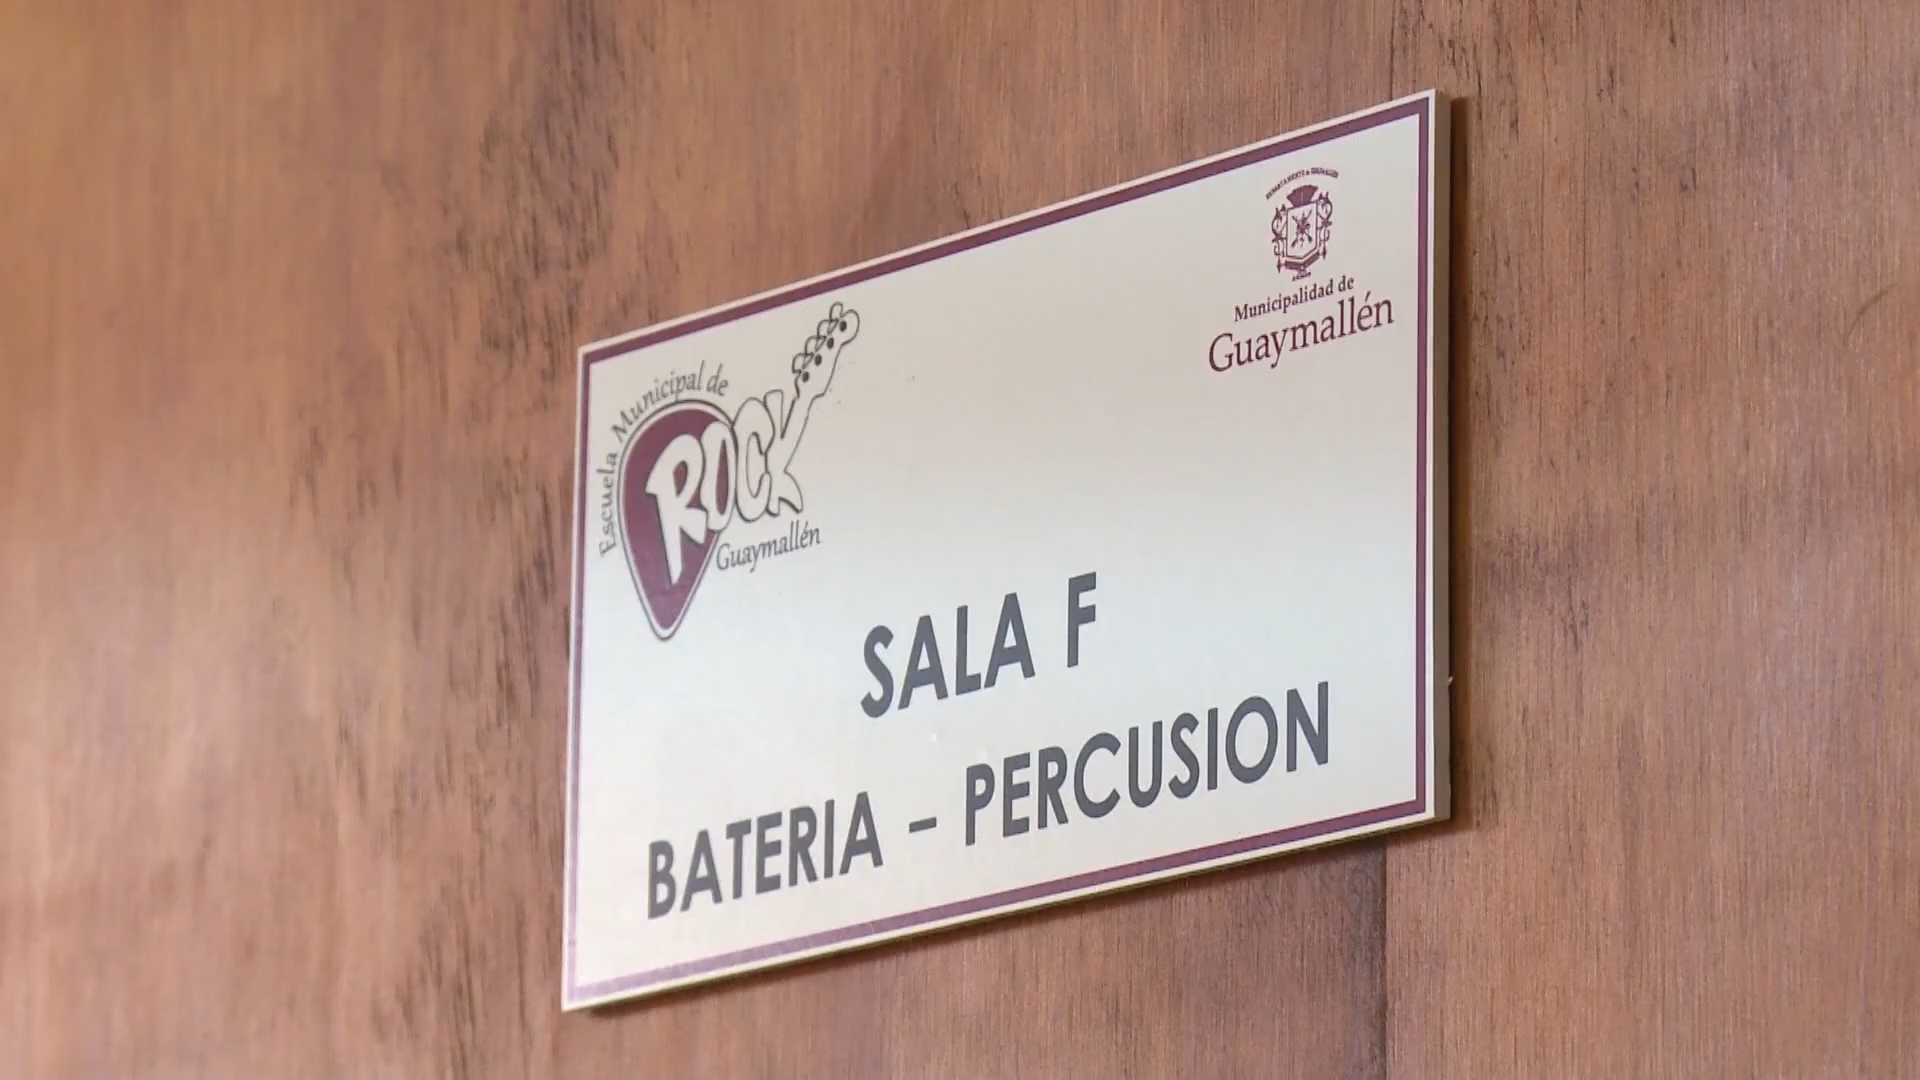 Escuela Municipal de
ROCK
Guaymallén
Municipalidad de
Guaymallén
SALA F
BATERIA – PERCUSION